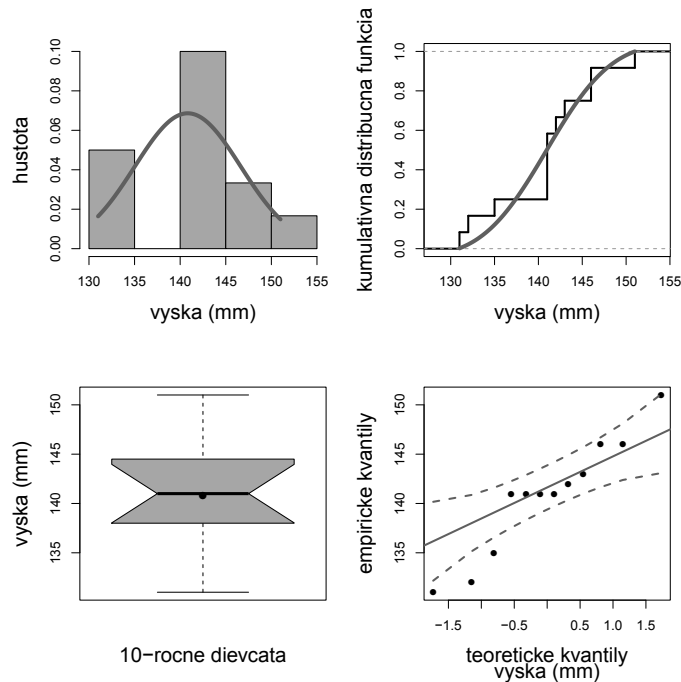 hustota
0.00 0.02 0.04 0.06 0.08 0.10
130 135 140 145 150 155
vyska (mm)
kumulativna distribucna funkcia
0.0 0.2 0.4 0.6 0.8 1.0
130 135 140 145 150 155
vyska (mm)
vyska (mm)
135 140 145 150
10−rocne dievcata
empiricke kvantily
135 140 145 150
−1.5 −0.5 0.5 1.0 1.5
teoreticke kvantily
vyska (mm)